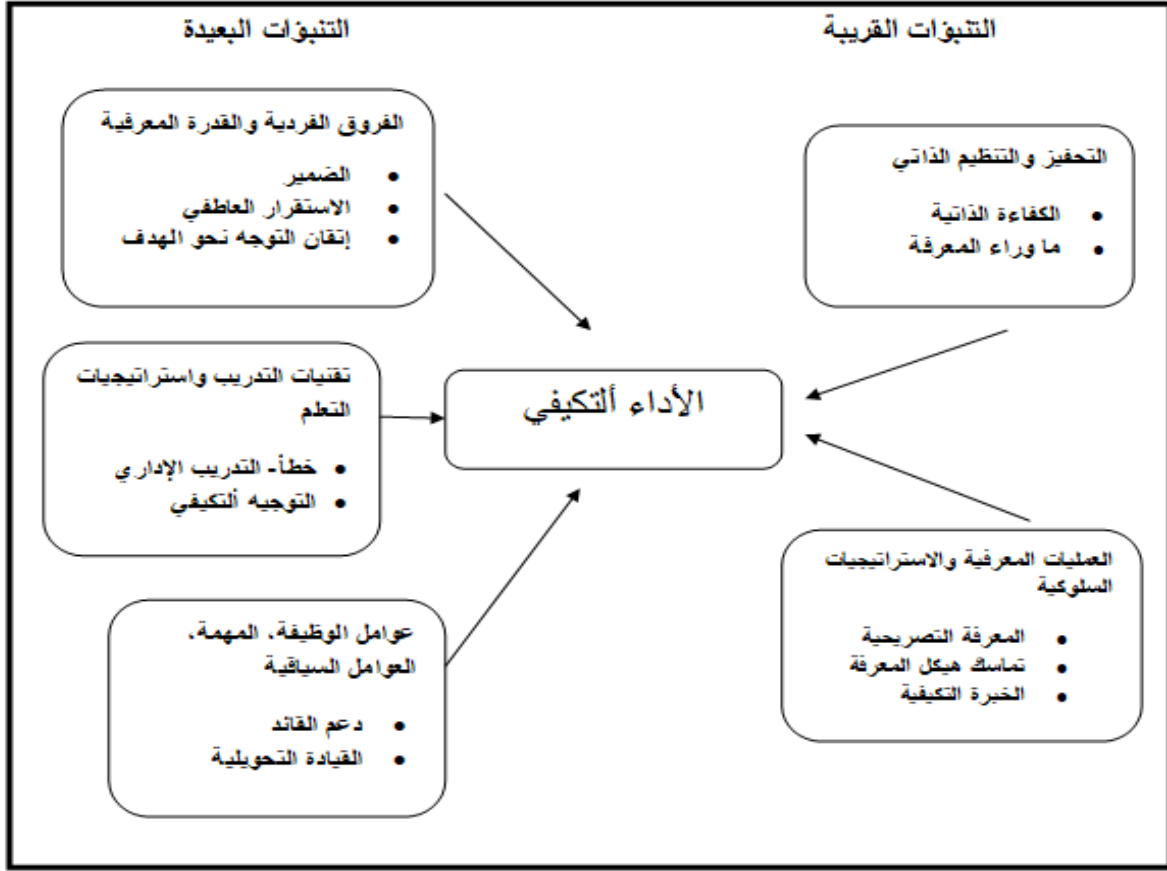 التنبؤات القريبة
التنبؤات البعيدة
التحفيز والتنظيم الذاتي
• الكفاءة الذاتية
• ما وراء المعرفة
العمليات المعرفية والاستراتيجيات
السلوكية
• المعرفة التصريحية
• تماسك هيكل المعرفة
• الخبرة التكيفية
الأداء ألتكيفي
الفروق الفردية والقدرة المعرفية
• الضمير
• الاستقرار العاطفي
• إتقان التوجه نحو الهدف
تقنيات التدريب واستراتيجيات
التعلم
• خطأ- التدريب الإداري
• التوجيه ألتكيفي
عوامل الوظيفة، المهمة،
العوامل السياقية
• دعم القائد
• القيادة التحويلية